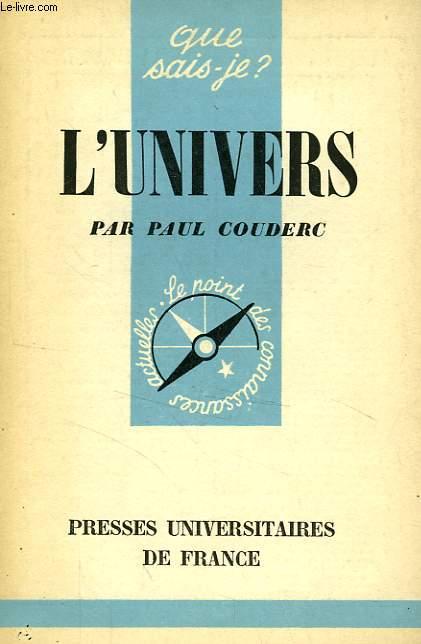 Le-livre.com
que
sais-je?
L'UNIVERS
PAR PAUL COUDERC
Le point des connaissances actuelles.
PRESSES UNIVERSITAIRES
DE FRANCE